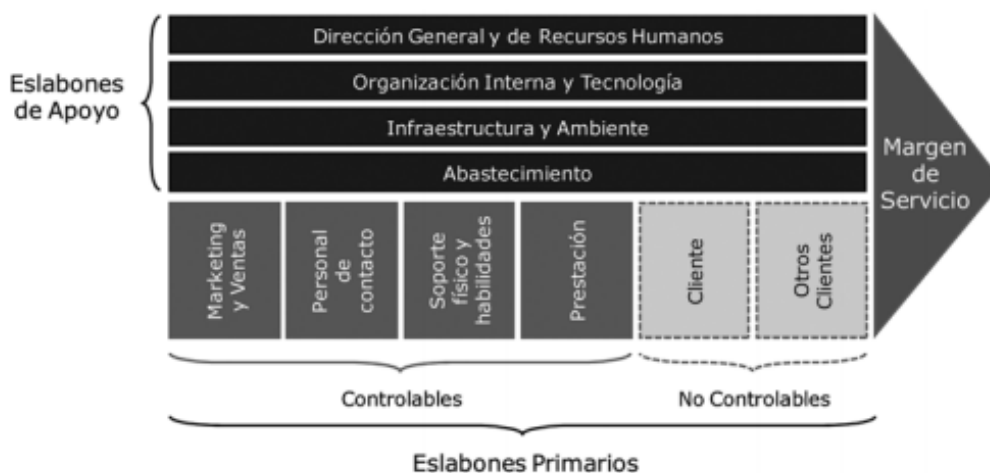 Eslabones
de Apoyo
Dirección General y de Recursos Humanos
Organización Interna y Tecnología
Infraestructura y Ambiente
Abastecimiento
Marketing
y Ventas
Personal
de
contacto
Soporte
físico y
habilidades
Prestación
Cliente
Otros
Clientes
Margen
de
Servicio
Controlables
No Controlables
Eslabones Primarios